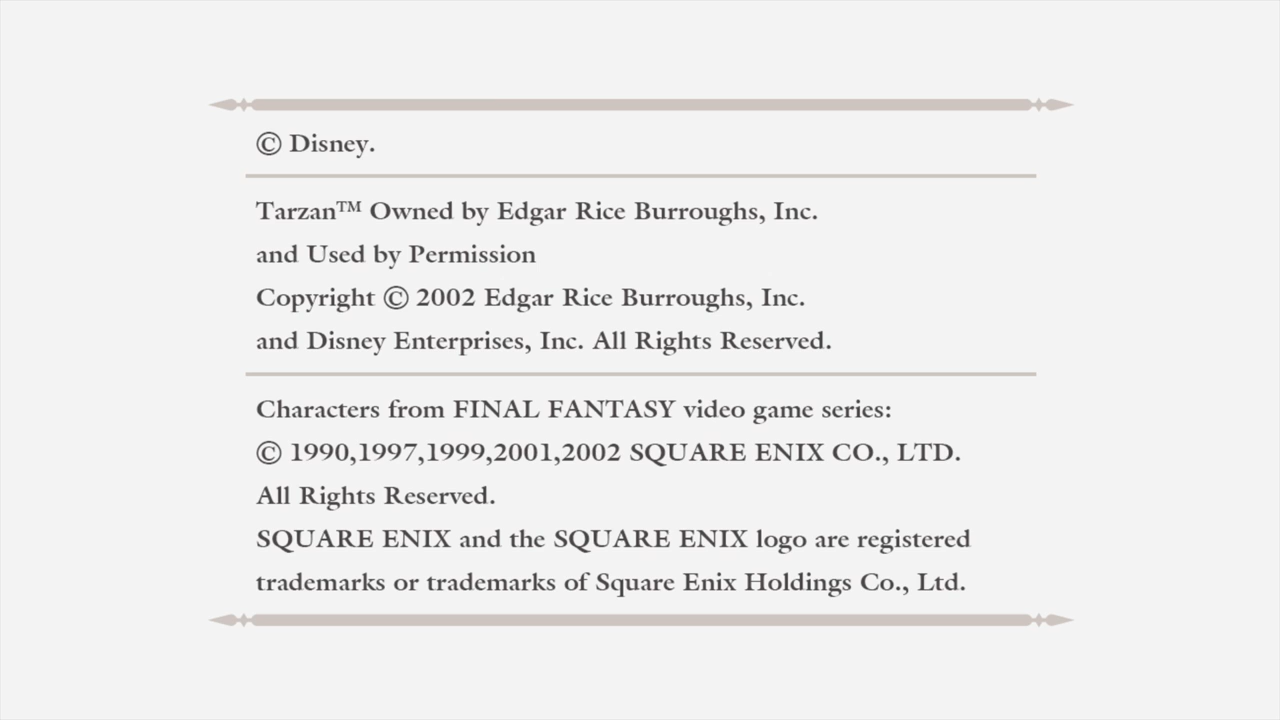 © Disney.
Tarzan™ Owned by Edgar Rice Burroughs, Inc.
and Used by Permission
Copyright © 2002 Edgar Rice Burroughs, Inc.
and Disney Enterprises, Inc. All Rights Reserved.
Characters from FINAL FANTASY video game series:
© 1990,1997,1999,2001,2002 SQUARE ENIX CO., LTD.
All Rights Reserved.
SQUARE ENIX and the SQUARE ENIX logo are registered
trademarks or trademarks of Square Enix Holdings Co., Ltd.